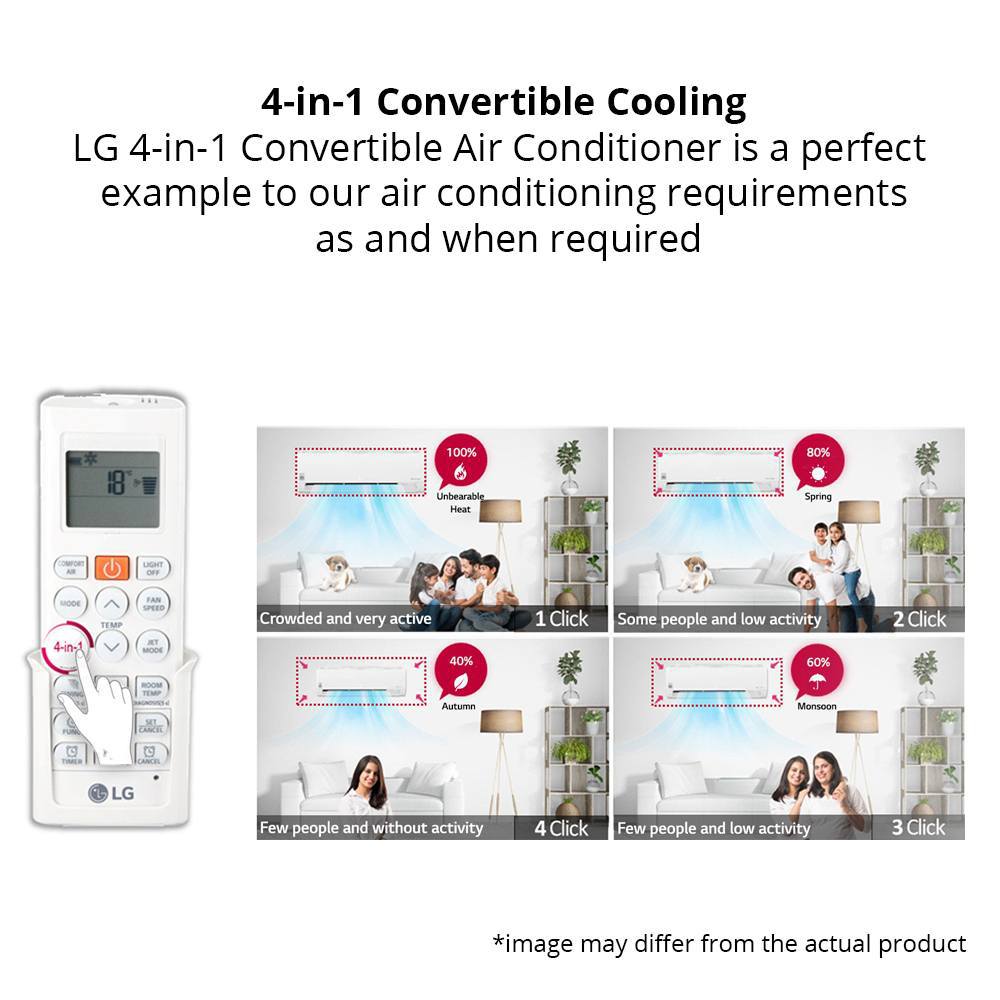 4-in-1 Convertible Cooling
LG 4-in-1 Convertible Air Conditioner is a perfect
example to our air conditioning requirements
as and when required
18°
COMFORT
AIR
LIGHT
OFF
MODE
FAN
SPEED
TEMP
4-in-1
JET
MODE
ROOM
TEMP
SET
CANCEL
TIMER
CANCEL
LG
100%
Unbearable
Heat
Crowded and very active
1 Click
80%
Spring
Some people and low activity
2 Click
40%
Autumn
Few people and without activity
4 Click
60%
Monsoon
Few people and low activity
3 Click
*image may differ from the actual product